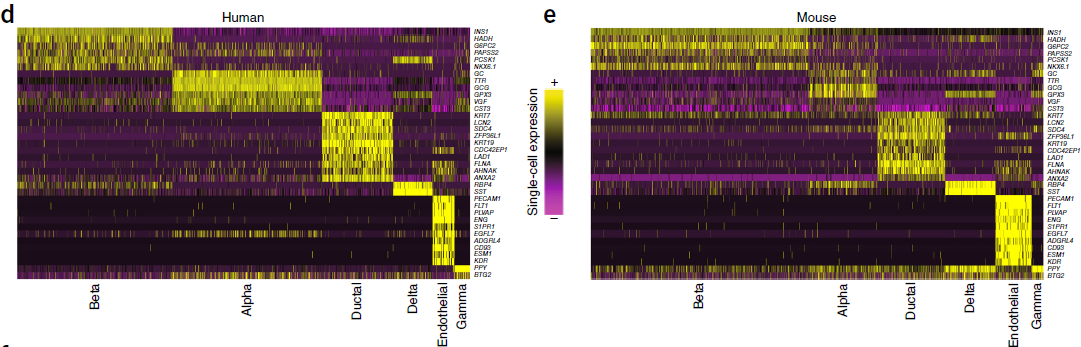 d
Human
INS1
HADH
G6PC2
PAPSS2
PCSK1
NKX6.1
GC
TTR
GCG
GPX3
VGF
CST3
KRT7
LCN2
SDC4
ZFP36L1
KRT19
CDC42EP1
LAD1
FLNA
AHNAK
ANXA2
RBP4
SST
PECAM1
FLT1
PLVAP
ENG
S1PR1
EGFL7
ADGRL4
CD93
ESM1
KDR
PPY
BTG2
Beta
Alpha
Ductal
Delta
Endothelial
Gamma
+
Single-cell expression
–
e
Mouse
INS1
HADH
G6PC2
PAPSS2
PCSK1
NKX6.1
GC
TTR
GCG
GPX3
VGF
CST3
KRT7
LCN2
SDC4
ZFP36L1
KRT19
CDC42EP1
LAD1
FLNA
AHNAK
ANXA2
RBP4
SST
PECAM1
FLT1
PLVAP
ENG
S1PR1
EGFL7
ADGRL4
CD93
ESM1
KDR
PPY
BTG2
Beta
Alpha
Ductal
Delta
Endothelial
Gamma